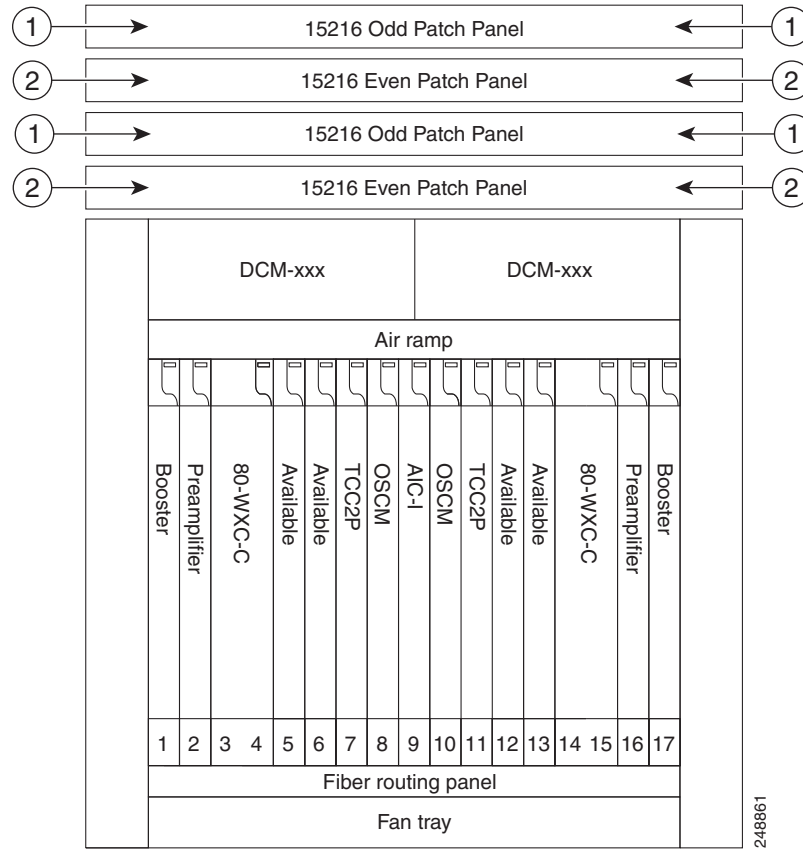 1 15216 Odd Patch Panel 1
2 15216 Even Patch Panel 2
1 15216 Odd Patch Panel 1
2 15216 Even Patch Panel 2
DCM-xxx DCM-xxx
Air ramp
Booster
Preamplifier
80-WXC-C
Available
Available
TCC2P
OSCM
AIC-I
OSCM
TCC2P
Available
Available
80-WXC-C
Preamplifier
Booster
1 2 3 4 5 6 7 8 9 10 11 12 13 14 15 16 17
Fiber routing panel
Fan tray
248861